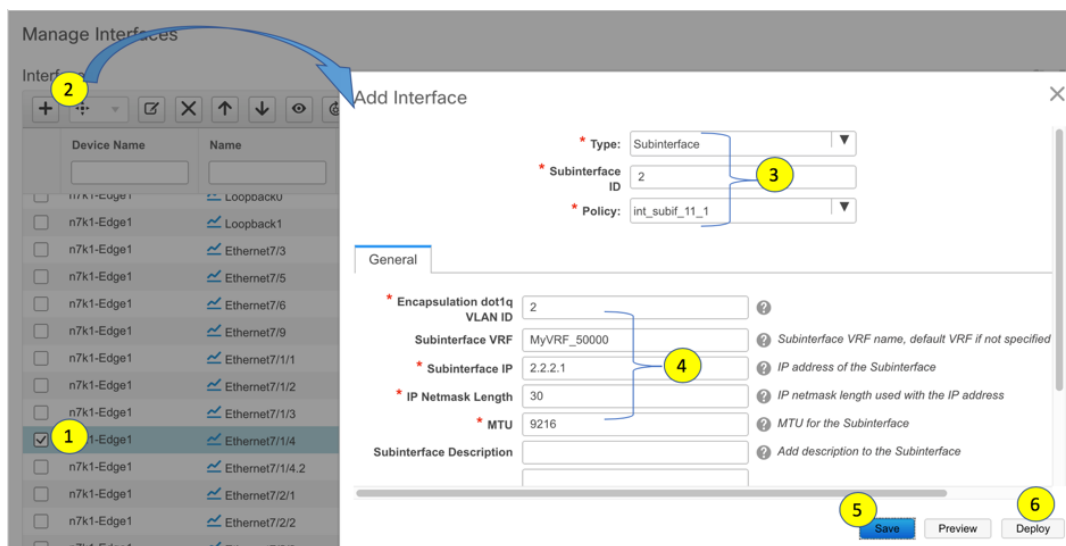 Manage Interfaces
2
Add Interface
Device Name
Name
n7k1-Edge1 Loopback0
n7k1-Edge1 Loopback1
n7k1-Edge1 Ethernet7/3
n7k1-Edge1 Ethernet7/5
n7k1-Edge1 Ethernet7/6
n7k1-Edge1 Ethernet7/9
n7k1-Edge1 Ethernet7/1/1
n7k1-Edge1 Ethernet7/1/2
n7k1-Edge1 Ethernet7/1/3
1 -Edge1 Ethernet7/1/4
n7k1-Edge1 Ethernet7/1/4.2
n7k1-Edge1 Ethernet7/2/1
n7k1-Edge1 Ethernet7/2/2
* Type: Subinterface
* Subinterface ID 2
3
* Policy: int_subif_11_1
General
* Encapsulation dot1q VLAN ID 2
Subinterface VRF MyVRF_50000 Subinterface VRF name, default VRF if not specified
* Subinterface IP 2.2.2.1 IP address of the Subinterface
4
* IP Netmask Length 30 IP netmask length used with the IP address
* MTU 9216 MTU for the Subinterface
Subinterface Description Add description to the Subinterface
5
6
Save Preview Deploy